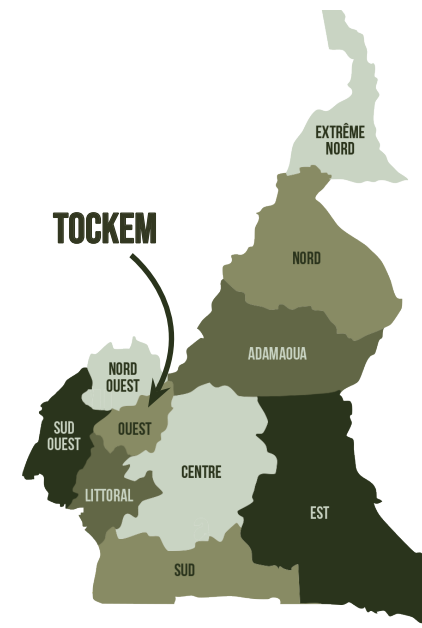 EXTRÊME
NORD
TOCKEM
NORD
ADAMAOUA
NORD
OUEST
SUD
OUEST
OUEST
CENTRE
LITTORAL
EST
SUD